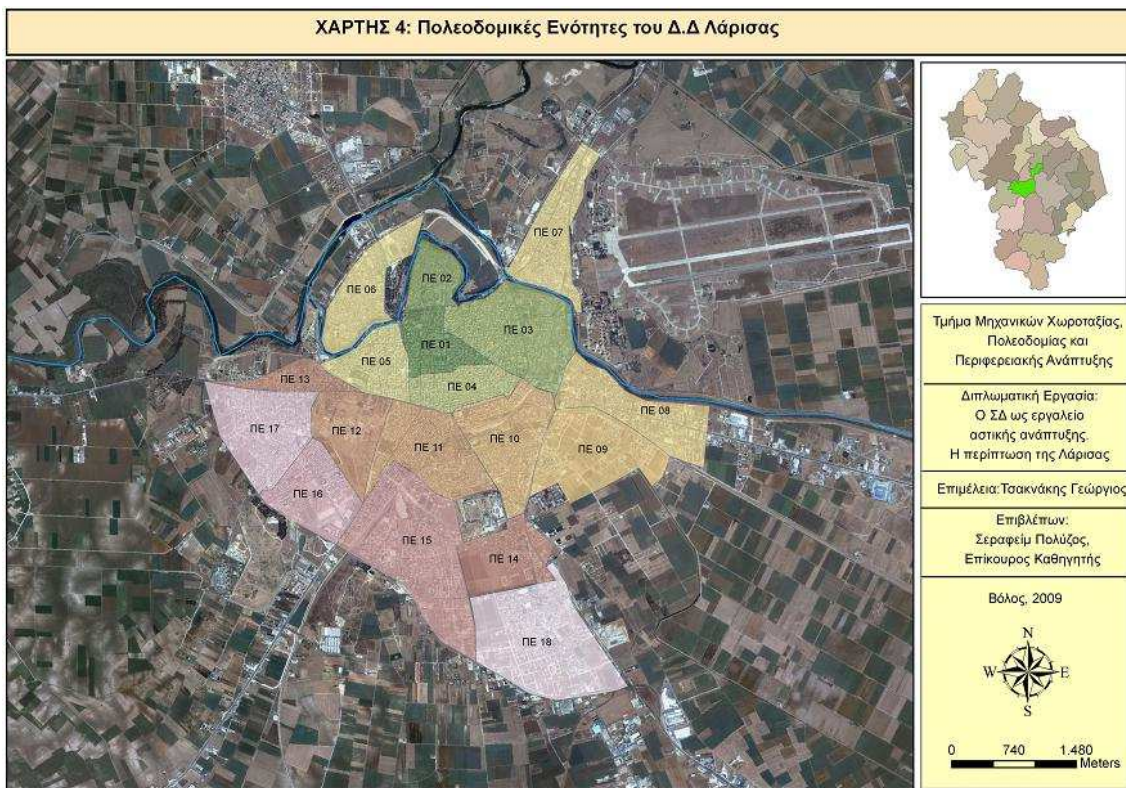 ΧΑΡΤΗΣ 4: Πολεοδομικές Ενότητες του Δ.Δ Λάρισας
ΠΕ 07
ΠΕ 02
ΠΕ 06
ΠΕ 03
ΠΕ 01
ΠΕ 05
ΠΕ 13
ΠΕ 04
ΠΕ 08
ΠΕ 17
ΠΕ 12
ΠΕ 10
ΠΕ 11
ΠΕ 09
ΠΕ 16
ΠΕ 15
ΠΕ 14
ΠΕ 18
Τμήμα Μηχανικών Χωροταξίας,
Πολεοδομίας και
Περιφερειακής Ανάπτυξης
Διπλωματική Εργασία:
Ο ΣΔ ως εργαλείο
αστικής ανάπτυξης.
Η περίπτωση της Λάρισας
Επιμέλεια:Τσακνάκης Γεώργιος
Επιβλέπων:
Σεραφείμ Πολύζος,
Επίκουρος Καθηγητής
Βόλος, 2009
N
W E
S
0 740 1.480
Meters